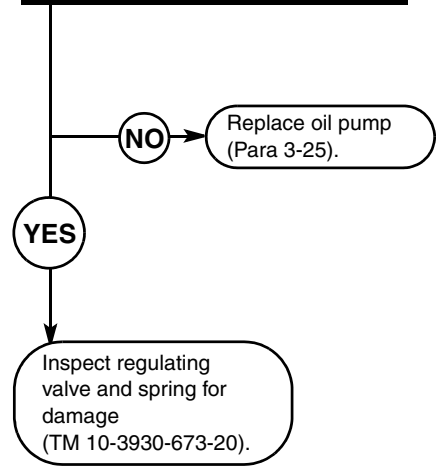 NO
Replace oil pump
(Para 3-25).
YES
Inspect regulating
valve and spring for
damage
(TM 10-3930-673-20).